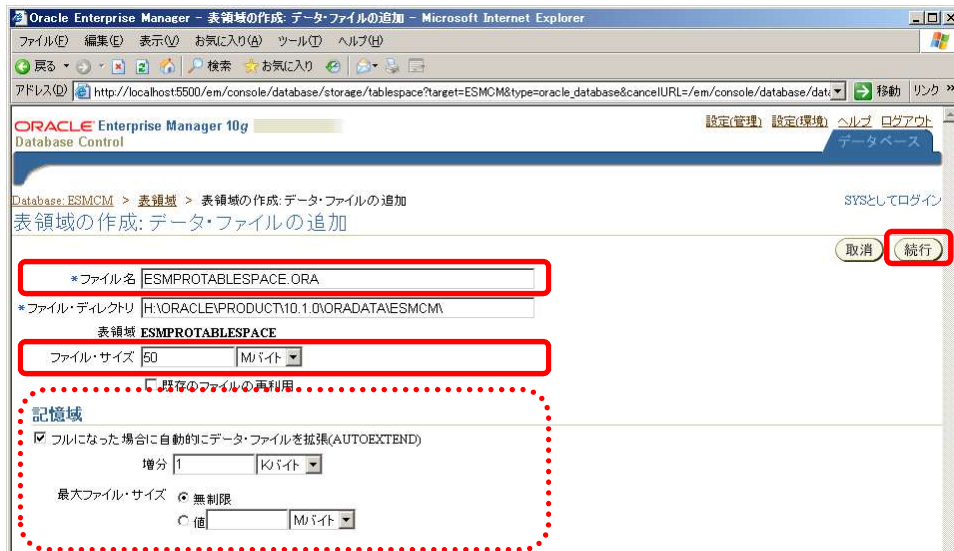 Oracle Enterprise Manager - 表領域の作成: データ・ファイルの追加 - Microsoft Internet Explorer
ファイル(F) 編集(E) 表示(V) お気に入り(A) ツール(T) ヘルプ(H)
戻る 検索 お気に入り
アドレス(D) http://localhost:5500/em/console/database/storage/tablespace?target=ESMCM&type=oracle_database&cancelURL=/em/console/database/data 移動 リンク »
ORACLE Enterprise Manager 10g
設定(管理) 設定(環境) ヘルプ ログアウト
Database Control
データベース
Database: ESMCM > 表領域 > 表領域の作成: データ・ファイルの追加
SYSとしてログイン
表領域の作成: データ・ファイルの追加
取消 続行
*ファイル名 ESMPROTABLESPACE.ORA
*ファイル・ディレクトリ H:\ORACLE\PRODUCT\10.1.0\ORADATA\ESMCM\
表領域 ESMPROTABLESPACE
ファイル・サイズ 50 Mバイト
既存のファイルの再利用
記憶域
フルになった場合に自動的にデータ・ファイルを拡張(AUTOEXTEND)
増分 1 Kバイト
最大ファイル・サイズ 無制限
値 Mバイト